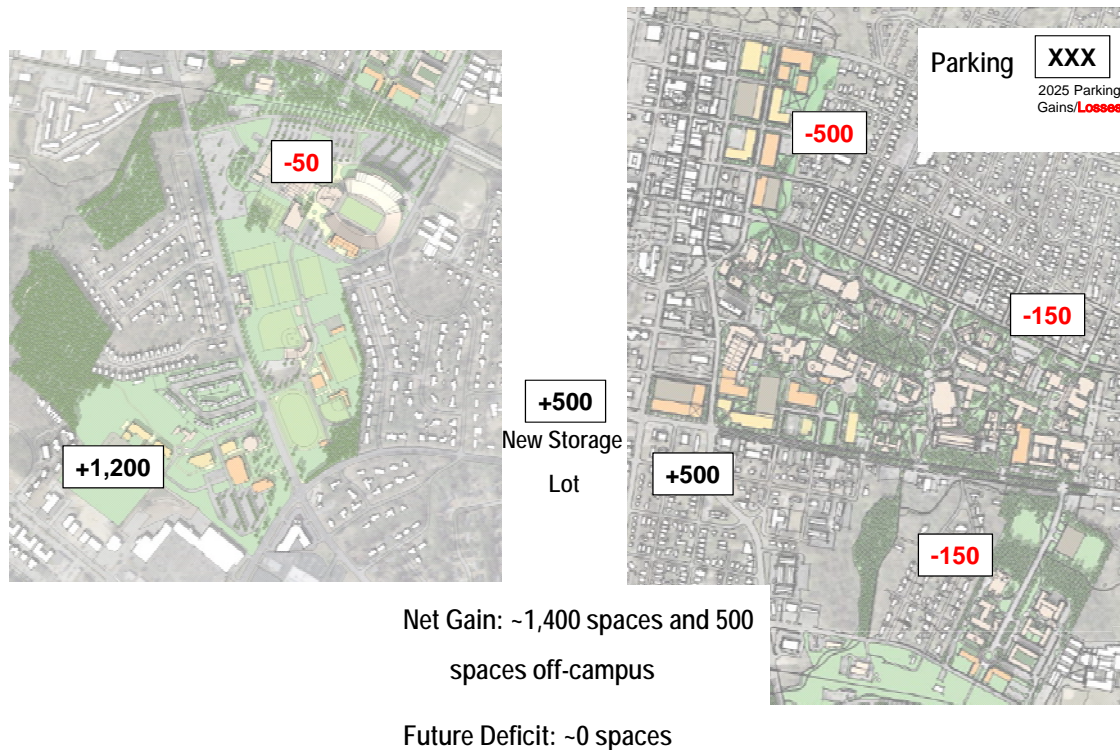 Parking XXX
2025 Parking
Gains/Losses
-50
-500
-150
+500
New Storage
Lot
+1,200
+500
-150
Net Gain: ~1,400 spaces and 500
spaces off-campus
Future Deficit: ~0 spaces